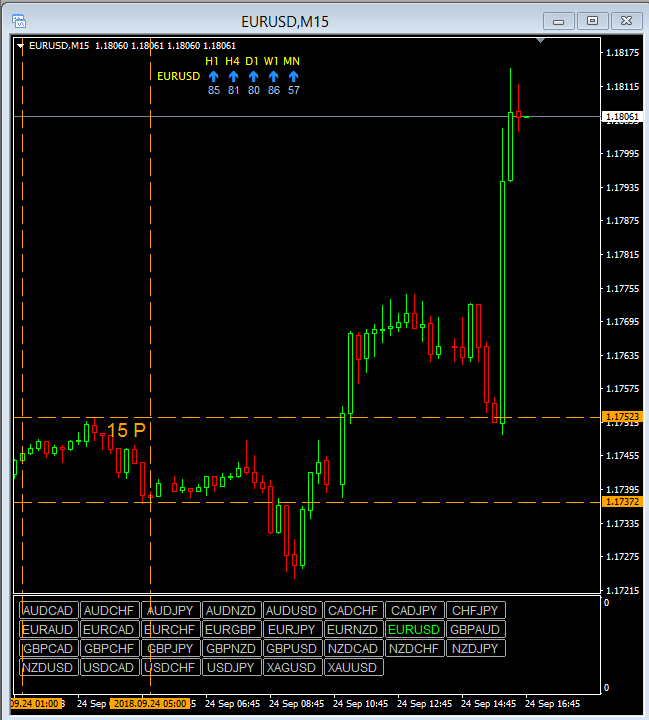 EURUSD,M15
EURUSD,M15 1.18060 1.18061 1.18060 1.18061
H1 H4 D1 W1 MN
EURUSD
85 81 80 86 57
1.18175
1.18115
1.18061
1.17995
1.17935
1.17875
1.17815
1.17755
1.17695
1.17635
1.17575
1.17523
1.17515
15 P
1.17455
1.17395
1.17372
1.17335
1.17275
1.17215
0
AUDCAD AUDCHF AUDJPY AUDNZD AUDUSD CADCHF CADJPY CHFJPY
EURAUD EURCAD EURCHF EURGBP EURJPY EURNZD EURUSD GBPAUD
GBPCAD GBPCHF GBPJPY GBPNZD GBPUSD NZDCAD NZDCHF NZDJPY
NZDUSD USDCAD USDCHF USDJPY XAGUSD XAUUSD
0
09.24 01:00 24 Sep 2018.09.24 05:00 24 Sep 06:45 24 Sep 08:45 24 Sep 10:45 24 Sep 12:45 24 Sep 14:45 24 Sep 16:45